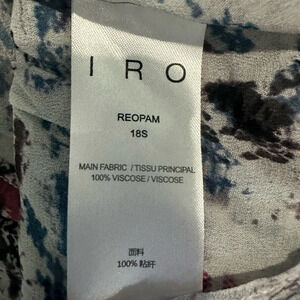 IRO
REOPAM
18S
MAIN FABRIC / TISSU PRINCIPAL
100% VISCOSE / VISCOSE
面料
100% 粘纤